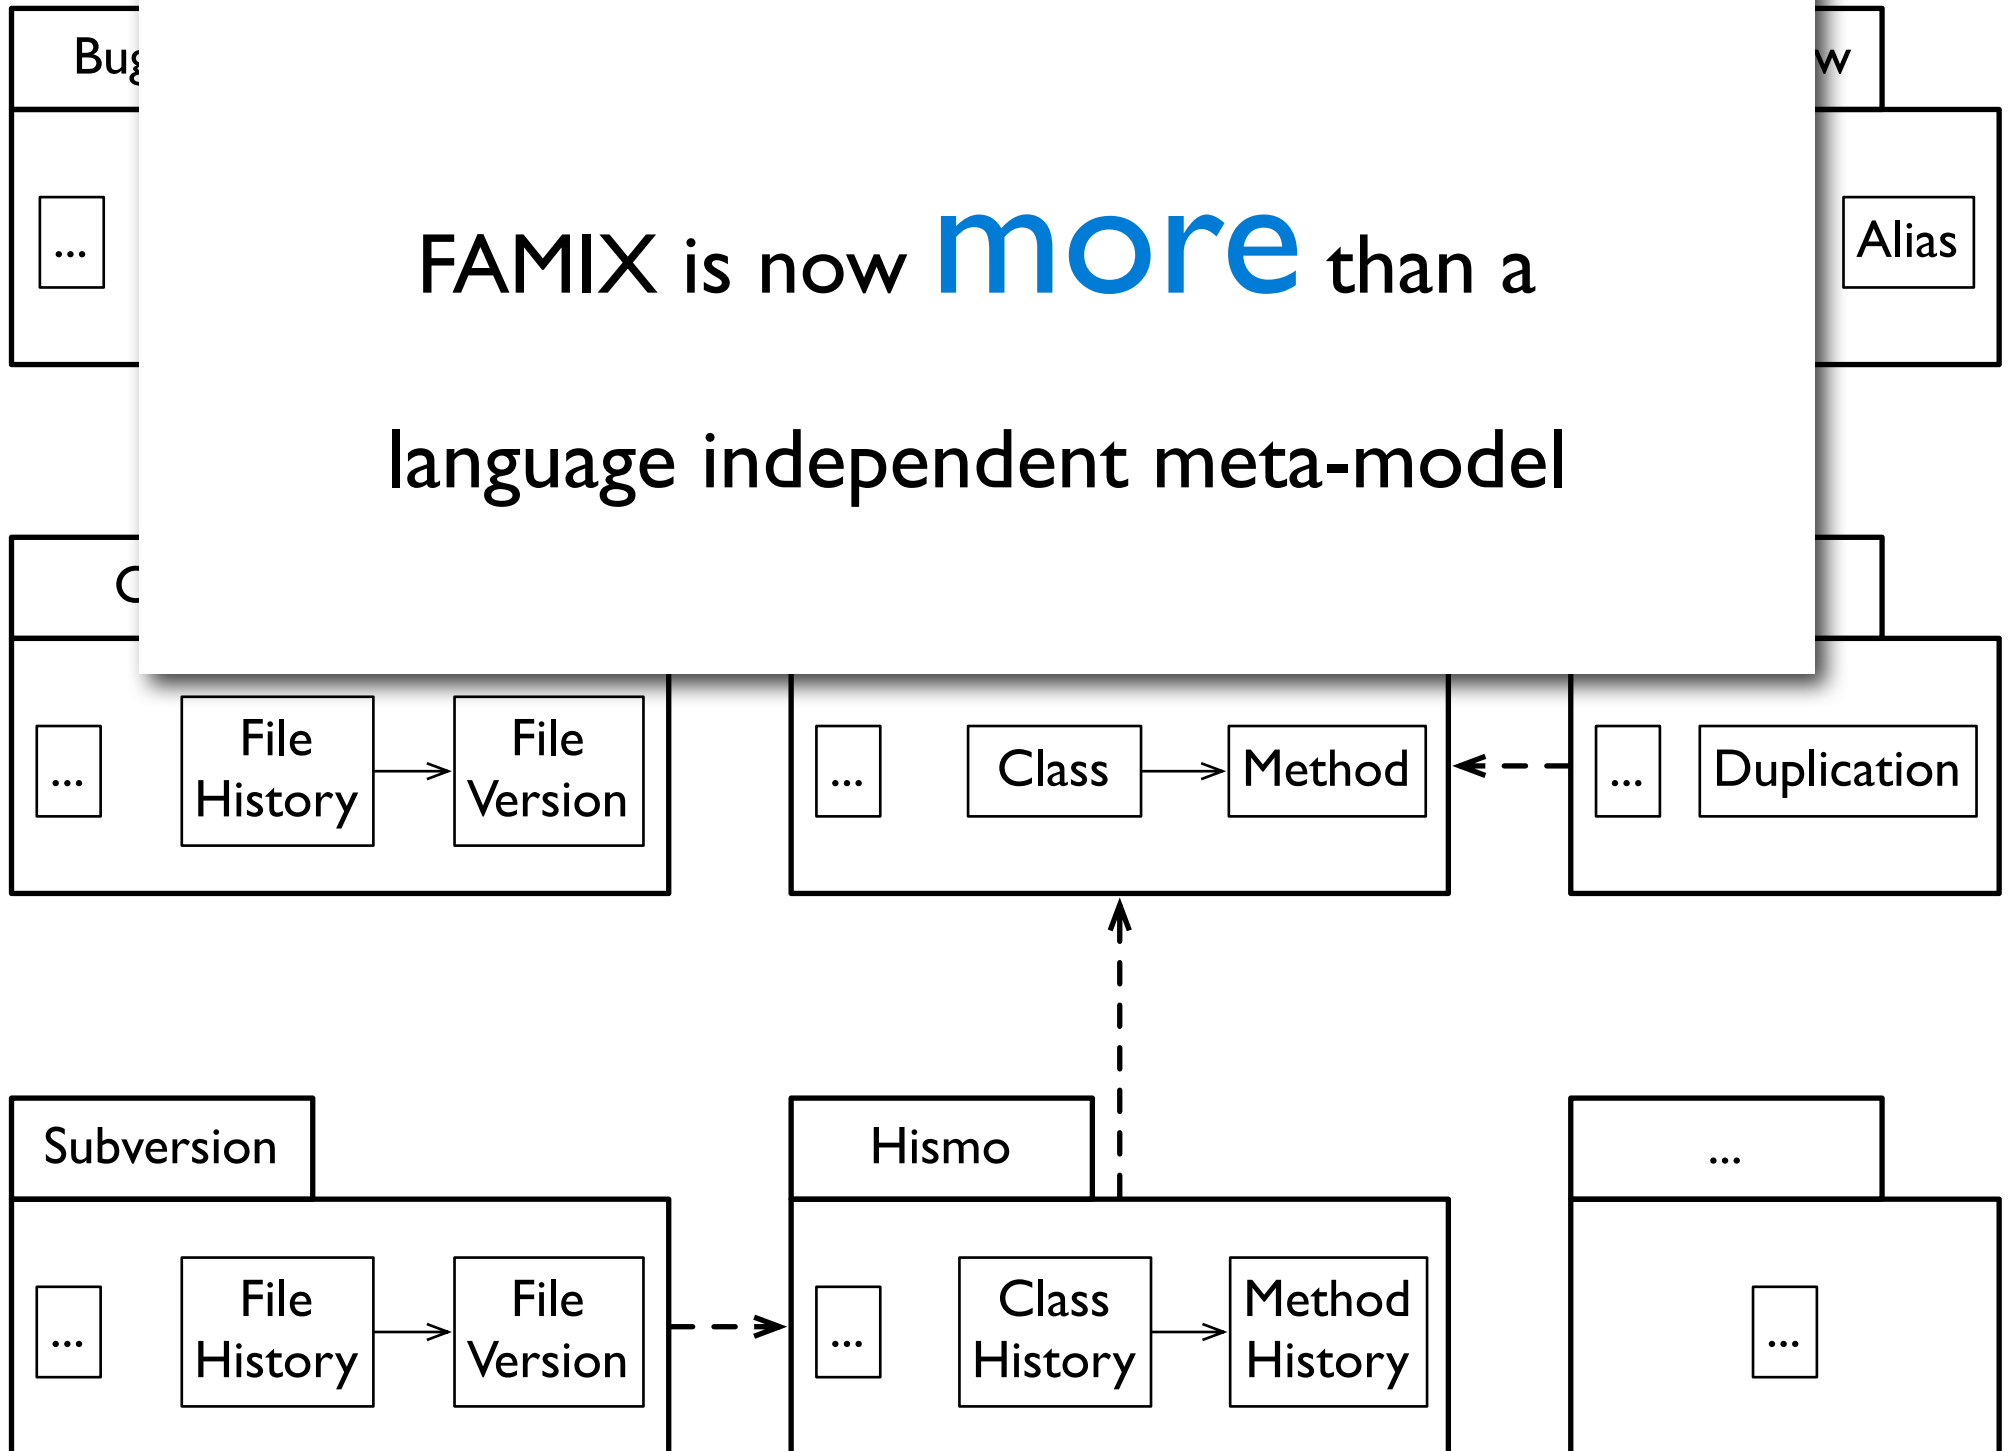 ... Alias
FAMIX is now more than a
language independent meta-model
... File History File Version
... Class Method
... Duplication
Subversion
Hismo
...
... File History File Version
... Class History Method History
...